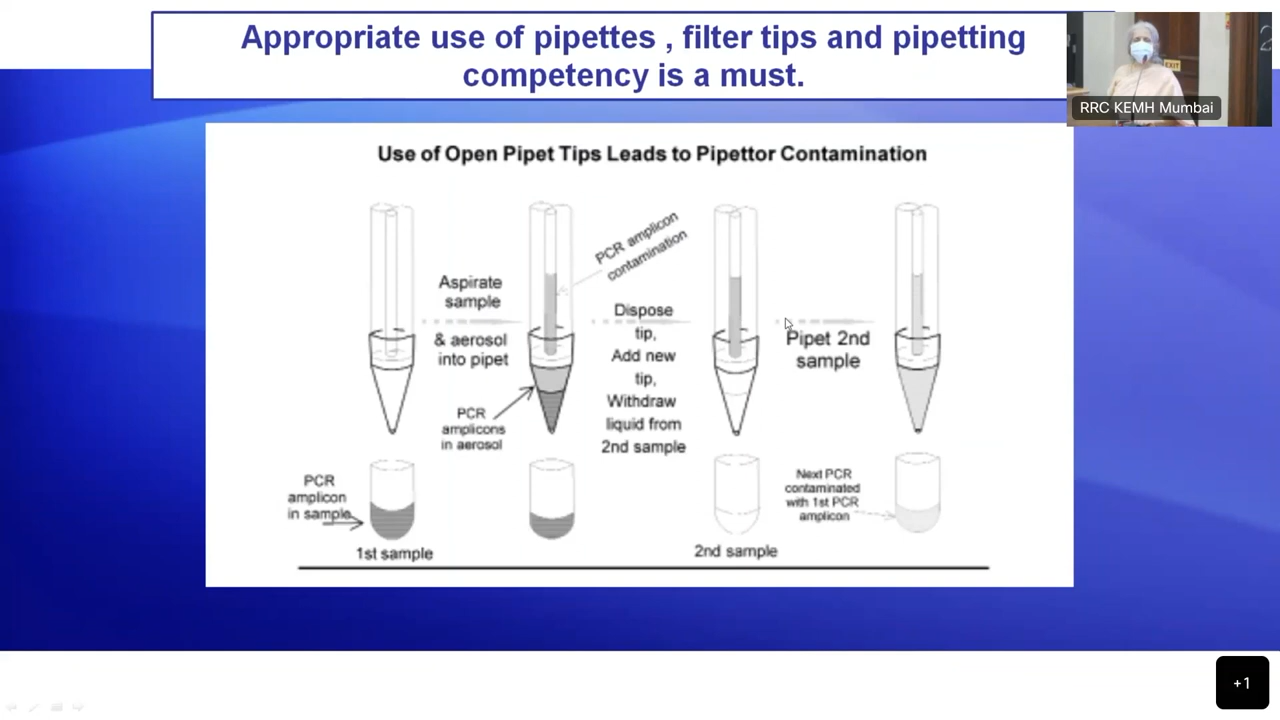 Appropriate use of pipettes , filter tips and pipetting
competency is a must.
EXIT
RRC KEMH Mumbai
Use of Open Pipet Tips Leads to Pipettor Contamination
PCR amplicon
contamination
Aspirate
sample
& aerosol
into pipet
PCR
amplicons
in aerosol
Dispose
tip,
Add new
tip,
Withdraw
liquid from
2nd sample
Pipet 2nd
sample
PCR
amplicon
in sample
Next PCR
contaminated
with 1st PCR
amplicon
1st sample
2nd sample
+1